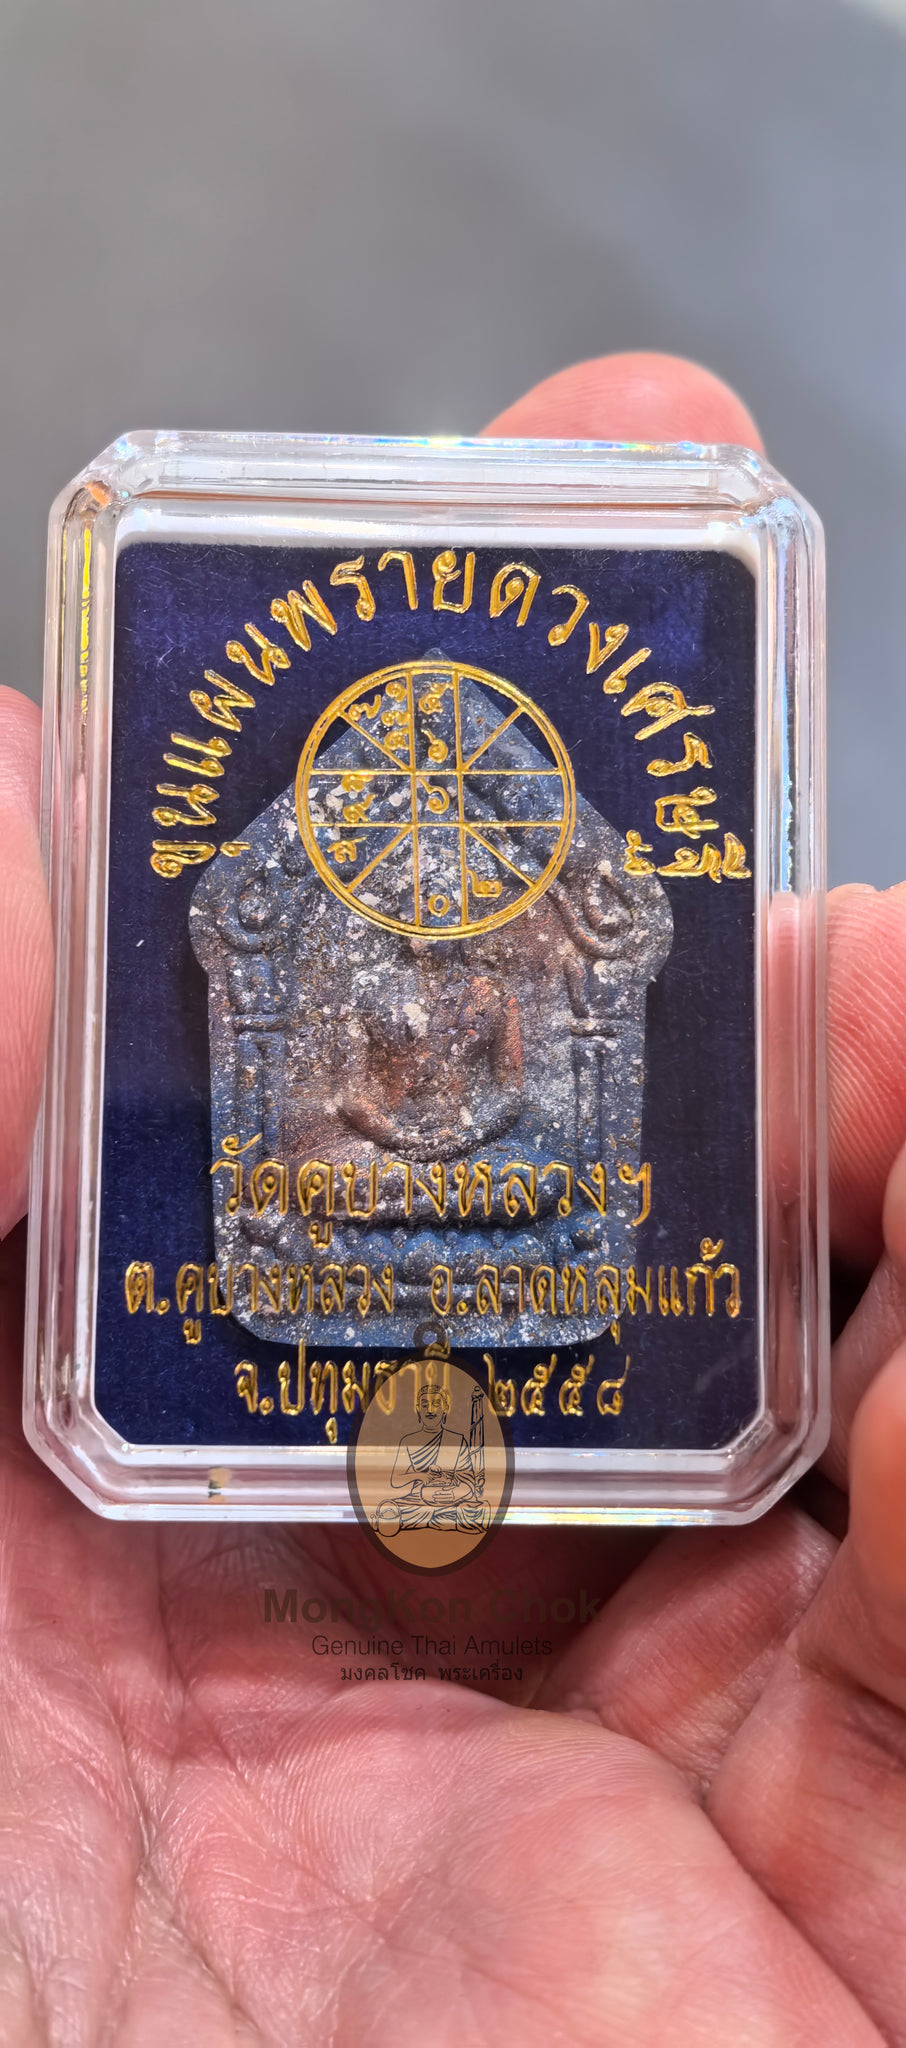 ขุนแผนพรายดวงเศรษฐี
วัดคูบางหลวงฯ
ต.คูบางหลวง อ.ลาดหลุมแก้ว
จ.ปทุมธานี ๒๕๕๘
MongKon Chok
Genuine Thai Amulets
มงคลโชค พระเครื่อง